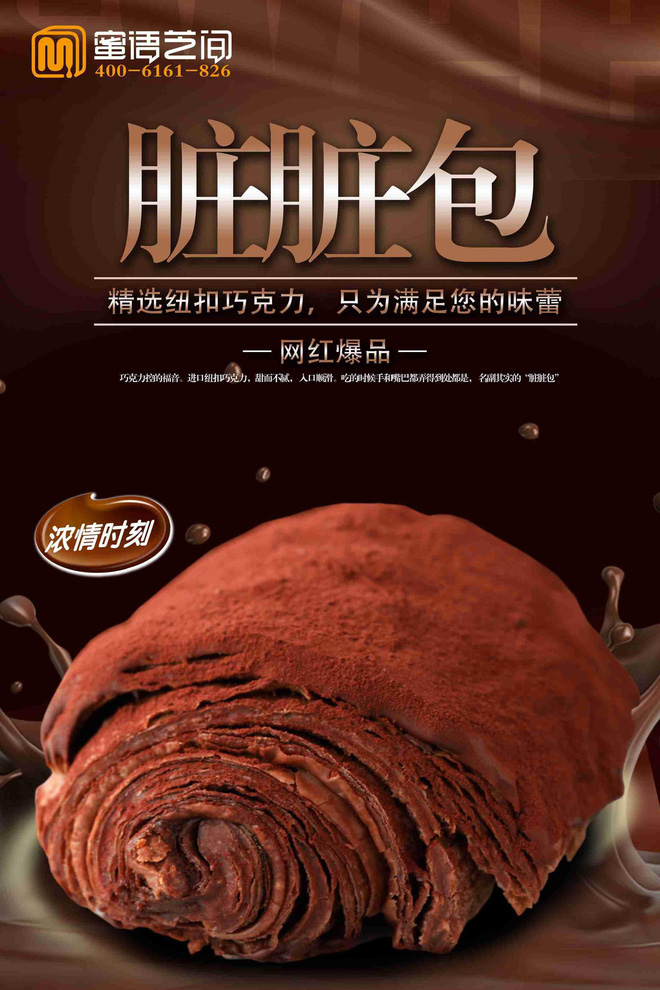 蜜语艺间
400-6161-826
脏脏包
精选纽扣巧克力，只为满足您的味蕾
网红爆品
巧克力控的福音。进口纽扣巧克力，甜而不腻，入口顺滑。吃的时候手和嘴巴都弄得到处都是，名副其实的“脏脏包”
浓情时刻